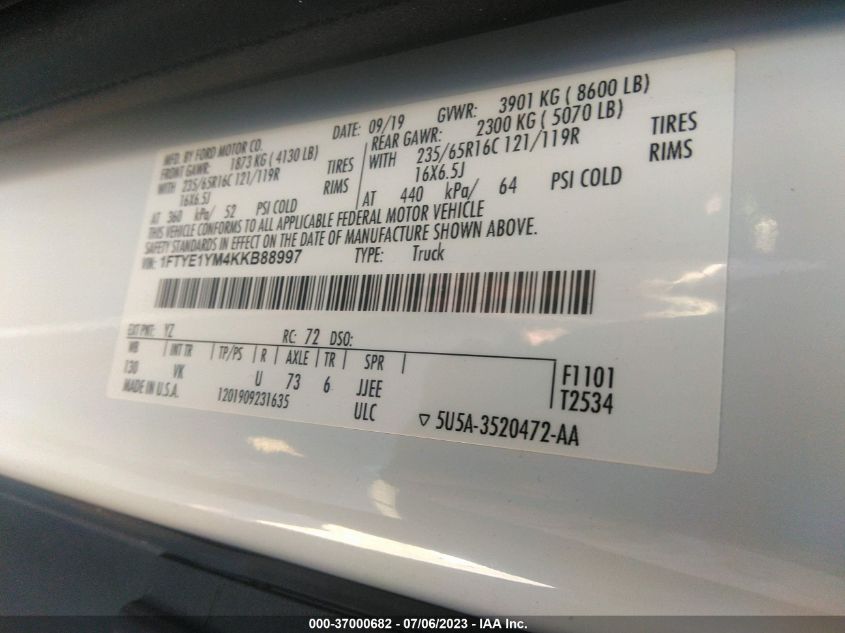 MFD. BY FORD MOTOR CO. DATE: 09/19 GVWR: 3901 KG ( 8600 LB)
FRONT GAWR: 1873 KG ( 4130 LB) REAR GAWR: 2300 KG ( 5070 LB)
WITH 235/65R16C 121/119R TIRES WITH 235/65R16C 121/119R TIRES
16X6.5J RIMS 16X6.5J RIMS
AT 360 kPa/ 52 PSI COLD AT 440 kPa/ 64 PSI COLD
THIS VEHICLE CONFORMS TO ALL APPLICABLE FEDERAL MOTOR VEHICLE
SAFETY STANDARDS IN EFFECT ON THE DATE OF MANUFACTURE SHOWN ABOVE.
VIN: 1FTYE1YM4KKB88997 TYPE: Truck
EXT PNT: YZ RC: 72 DSO:
WB INT TR TP/PS R AXLE TR SPR
130 VK U 73 6 JJEE F1101
MADE IN U.S.A. 1201909231635 ULC T2534
5U5A-3520472-AA
000-37000682 - 07/06/2023 - IAA Inc.